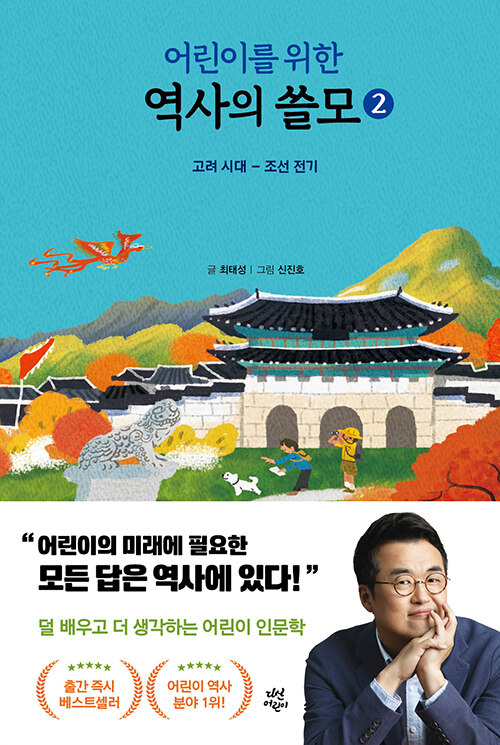 어린이를 위한
역사의 쓸모 2
고려 시대 – 조선 전기
글 최태성 | 그림 신진호
“어린이의 미래에 필요한
모든 답은 역사에 있다!”
덜 배우고 더 생각하는 어린이 인문학
★★★★★
출간 즉시
베스트셀러
★★★★★
어린이 역사
분야 1위!
다산
어린이